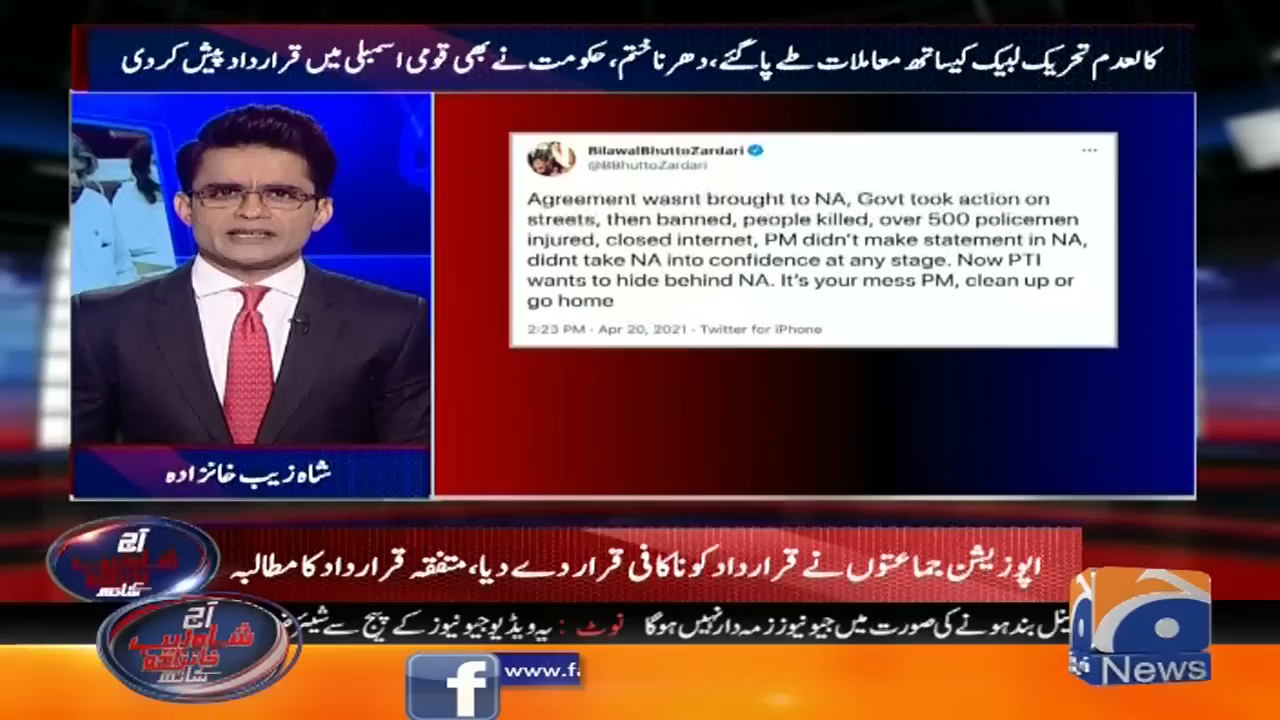 کالعدم تحریک لبیک کیساتھ معاملات طے پاگئے، دھرنا ختم، حکومت نے بھی قومی اسمبلی میں قرارداد پیش کردی
BilawalBhuttoZardari
@BBhuttoZardari
Agreement wasnt brought to NA, Govt took action on
streets, then banned, people killed, over 500 policemen
injured, closed internet, PM didn't make statement in NA,
didnt take NA into confidence at any stage. Now PTI
wants to hide behind NA. It's your mess PM, clean up or
go home
2:23 PM · Apr 20, 2021 · Twitter for iPhone
شاہ زیب خانزادہ
آج
ساتھ
اپوزیشن جماعتوں نے قرارداد کو ناکافی قرار دے دیا، متفقہ قرارداد کا مطالبہ
آج
شاہ زیب
خانزادہ
ساتھ
بند ہونے کی صورت میں جیو نیوز ذمہ دار نہیں ہوگا نوٹ : یہ ویڈیو جیو نیوز کے پیج سے شیئر
f
www.fa
News